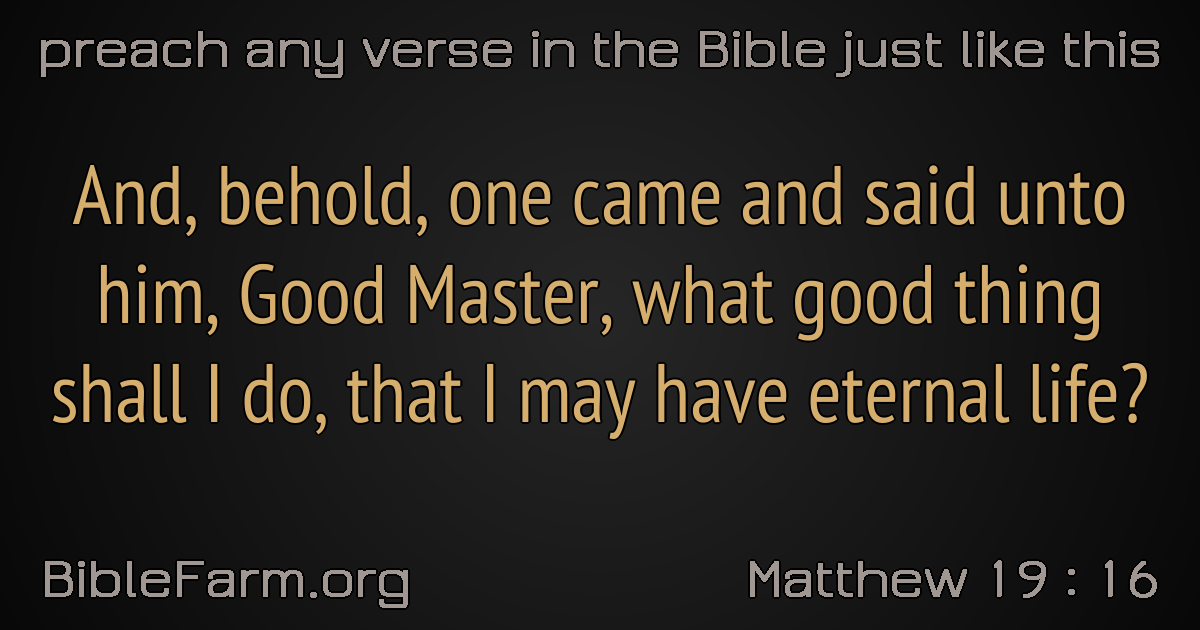 preach any verse in the Bible just like this
And, behold, one came and said unto
him, Good Master, what good thing
shall I do, that I may have eternal life?
BibleFarm.org
Matthew 19 : 16